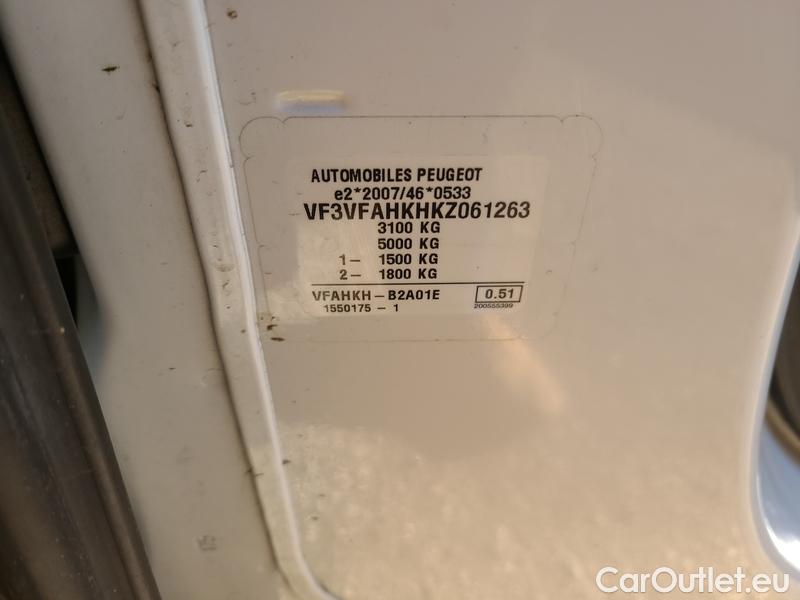 AUTOMOBILES PEUGEOT
e2*2007/46*0533
VF3VFAHKHKZ061263
3100 KG
5000 KG
1- 1500 KG
2- 1800 KG
VFAHKH-B2A01E 0.51
1550175 - 1 200555399
CarOutlet.eu